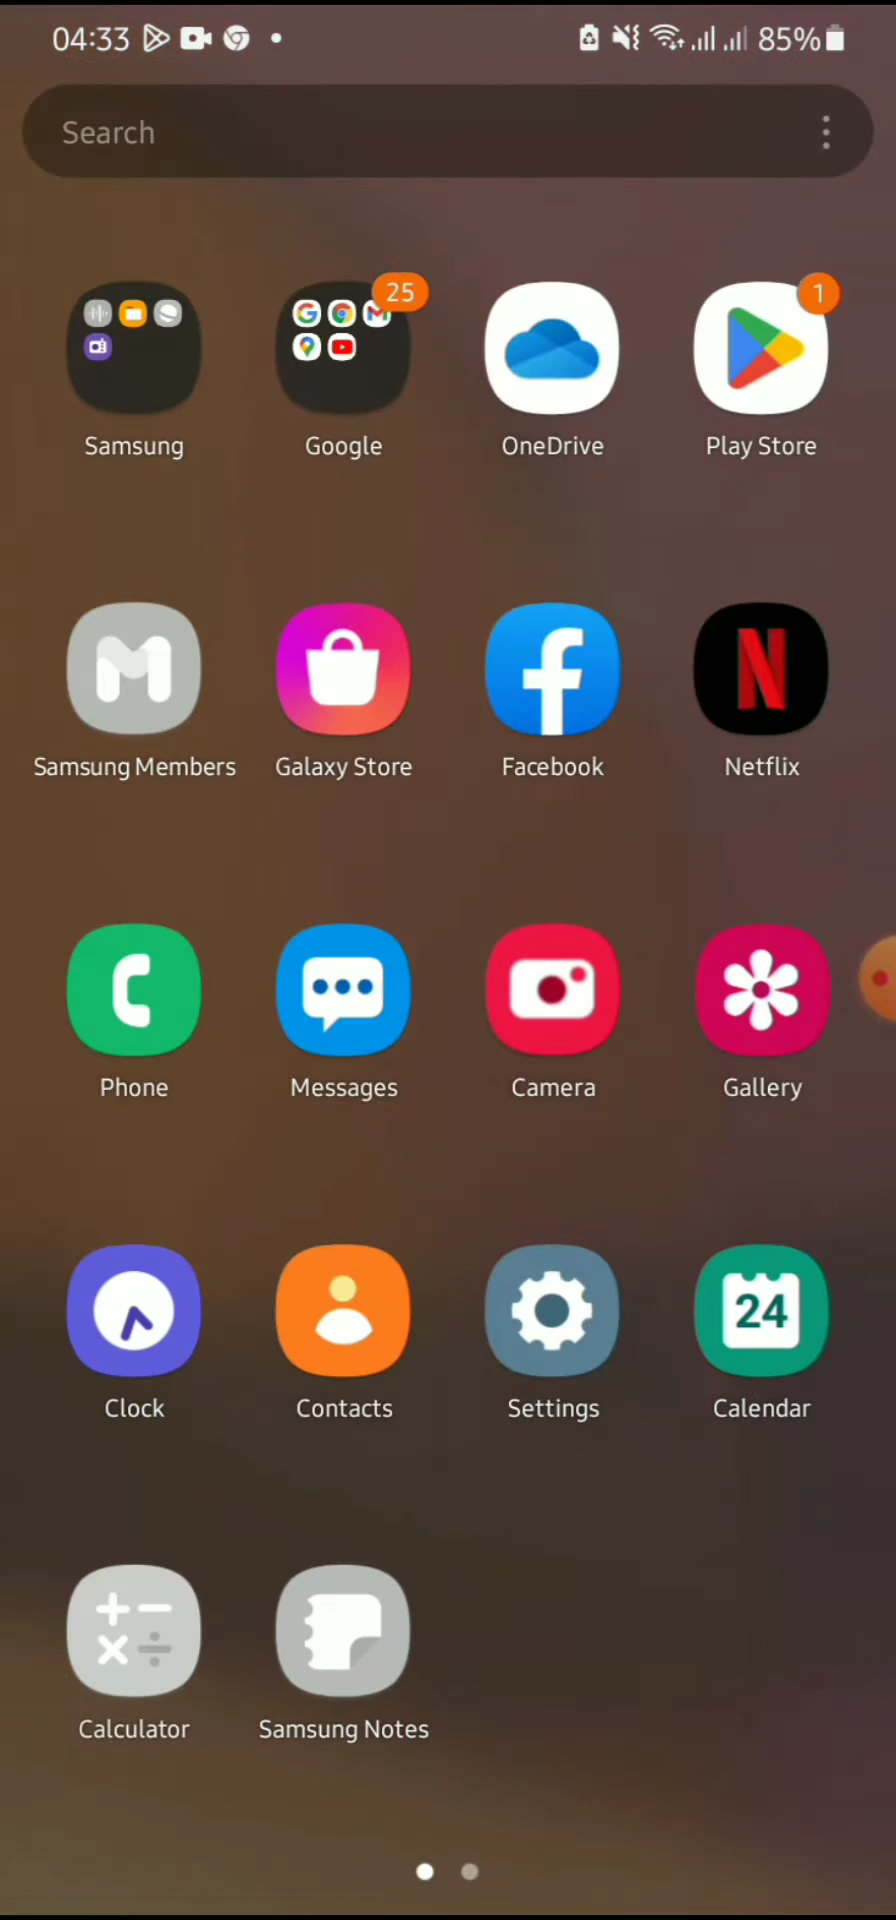 04:33 85%
Search
25 1
Samsung Google OneDrive Play Store
Samsung Members Galaxy Store Facebook Netflix
Phone Messages Camera Gallery
24
Clock Contacts Settings Calendar
Calculator Samsung Notes